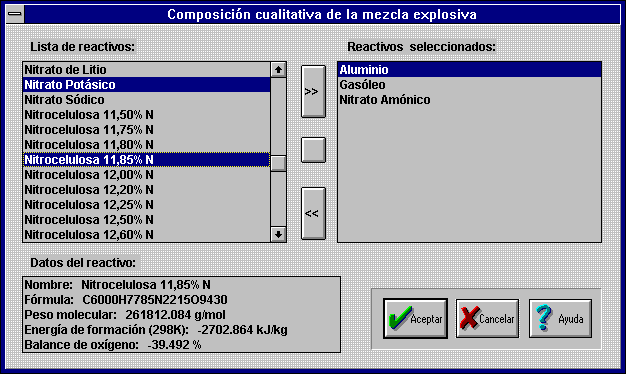 Composición cualitativa de la mezcla explosiva
Lista de reactivos:
Nitrato de Litio
Nitrato Potásico
Nitrato Sódico
Nitrocelulosa 11,50% N
Nitrocelulosa 11,75% N
Nitrocelulosa 11,80% N
Nitrocelulosa 11,85% N
Nitrocelulosa 12,00% N
Nitrocelulosa 12,20% N
Nitrocelulosa 12,25% N
Nitrocelulosa 12,50% N
Nitrocelulosa 12,60% N
>>
<<
Reactivos seleccionados:
Aluminio
Gasóleo
Nitrato Amónico
Datos del reactivo:
Nombre: Nitrocelulosa 11,85% N
Fórmula: C6000H7785N2215O9430
Peso molecular: 261812.084 g/mol
Energía de formación (298K): -2702.864 kJ/kg
Balance de oxígeno: -39.492 %
Aceptar
Cancelar
? Ayuda